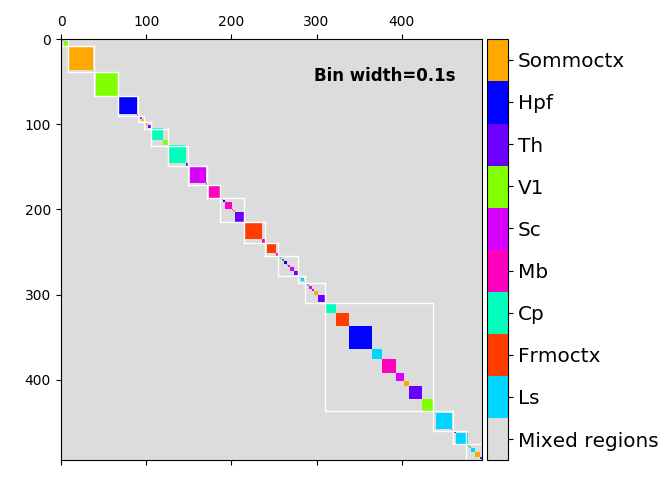 0 100 200 300 400
0
100
200
300
400
Bin width=0.1s
Sommoctx
Hpf
Th
V1
Sc
Mb
Cp
Frmoctx
Ls
Mixed regions